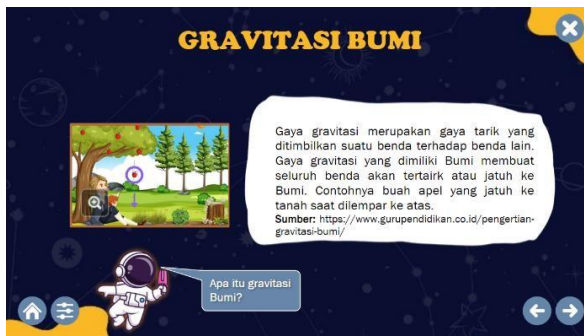 GRAVITASI BUMI
Gaya gravitasi merupakan gaya tarik yang
ditimbilkan suatu benda terhadap benda lain.
Gaya gravitasi yang dimiliki Bumi membuat
seluruh benda akan tertairk atau jatuh ke
Bumi. Contohnya buah apel yang jatuh ke
tanah saat dilempar ke atas.
Sumber: https://www.gurupendidikan.co.id/pengertian-
gravitasi-bumi/
Apa itu gravitasi
Bumi?